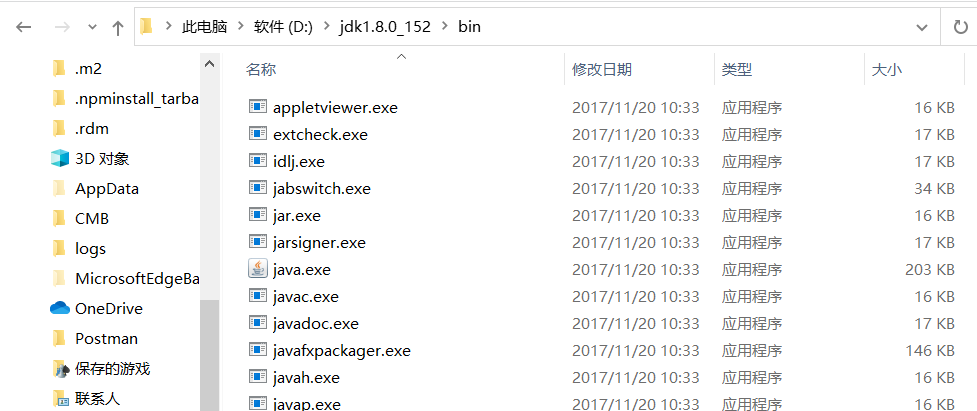 此电脑 软件 (D:) jdk1.8.0_152 bin
.m2
.npminstall_tarba
.rdm
3D 对象
AppData
CMB
logs
MicrosoftEdgeBa
OneDrive
Postman
保存的游戏
联系人
名称 修改日期 类型 大小
appletviewer.exe 2017/11/20 10:33 应用程序 16 KB
extcheck.exe 2017/11/20 10:33 应用程序 17 KB
idlj.exe 2017/11/20 10:33 应用程序 17 KB
jabswitch.exe 2017/11/20 10:33 应用程序 34 KB
jar.exe 2017/11/20 10:33 应用程序 16 KB
jarsigner.exe 2017/11/20 10:33 应用程序 17 KB
java.exe 2017/11/20 10:33 应用程序 203 KB
javac.exe 2017/11/20 10:33 应用程序 16 KB
javadoc.exe 2017/11/20 10:33 应用程序 17 KB
javafxpackager.exe 2017/11/20 10:33 应用程序 146 KB
javah.exe 2017/11/20 10:33 应用程序 16 KB
javap.exe 2017/11/20 10:33 应用程序 16 KB